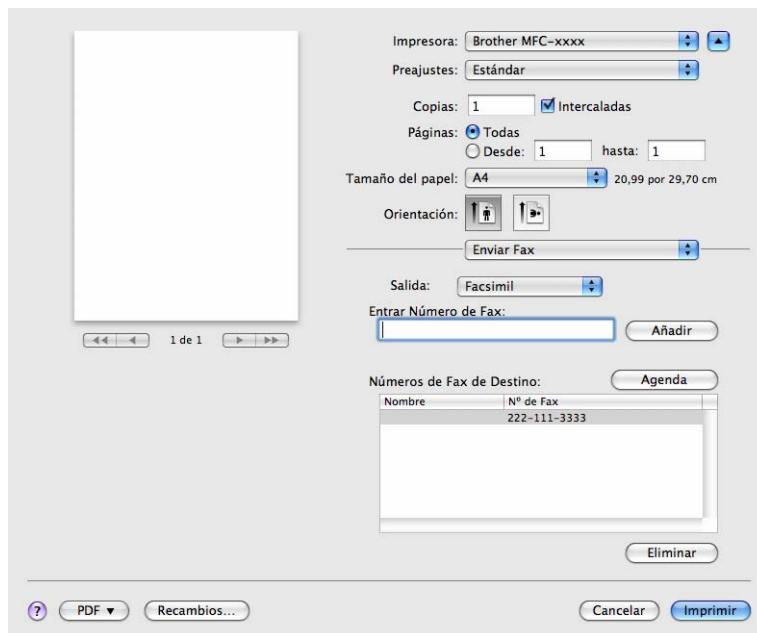 Impresora: Brother MFC-xxxx
Preajustes: Estándar
Copias: 1 Intercaladas
Páginas: Todas
Desde: 1 hasta: 1
Tamaño del papel: A4 20,99 por 29,70 cm
Orientación:
Enviar Fax
Salida: Facsimil
Entrar Número de Fax:
Añadir
1 de 1
Números de Fax de Destino: Agenda
Nombre Nº de Fax
222-111-3333
Eliminar
? PDF Recambios... Cancelar Imprimir